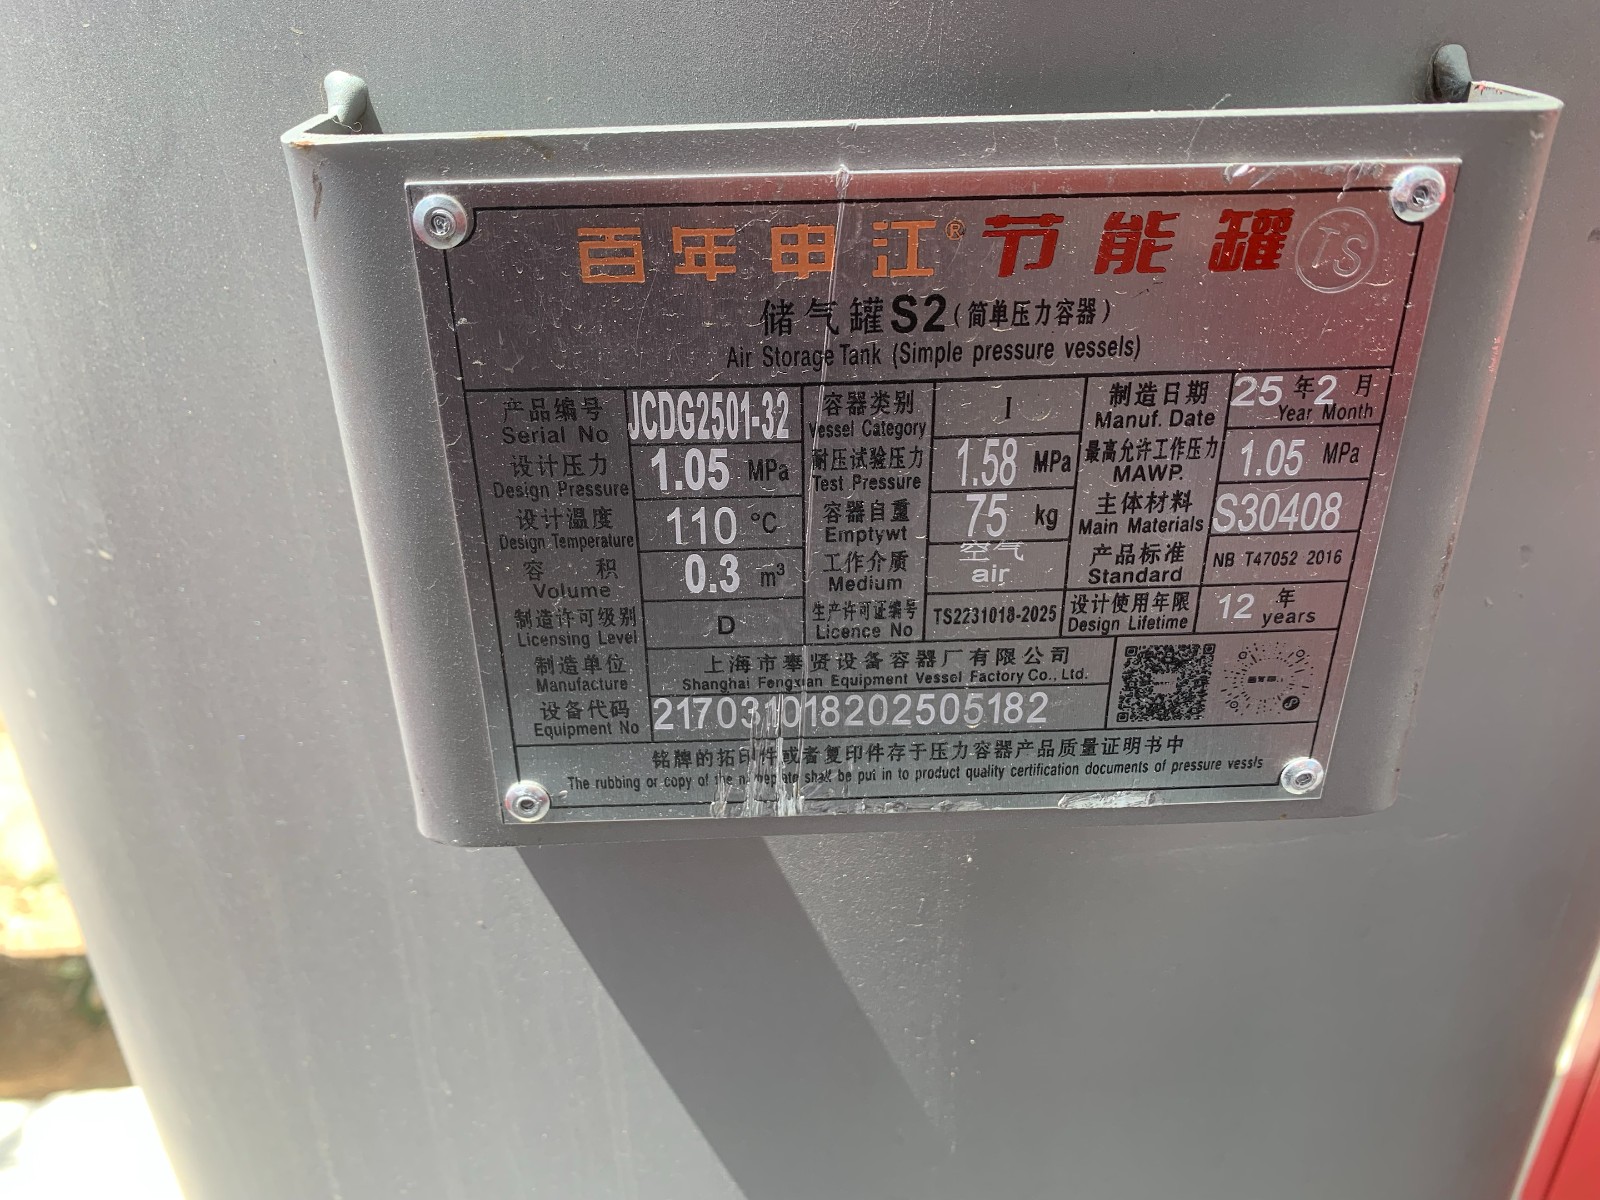 百年申江® 节能罐 TS
储气罐S2(简单压力容器)
Air Storage Tank (Simple pressure vessels)
产品编号 JCDG2501-32 容器类别 I 制造日期 25 年 2 月
Serial No Vessel Category Manuf. Date Year Month
设计压力 1.05 MPa 耐压试验压力 1.58 MPa 最高允许工作压力 1.05 MPa
Design Pressure Test Pressure MAWP.
设计温度 110 °C 容器自重 75 kg 主体材料 S30408
Design Temperature Emptywt Main Materials
容积 0.3 m³ 工作介质 空气 产品标准 NB T47052 2016
Volume Medium air Standard
制造许可级别 D 生产许可证编号 TS2231018-2025 设计使用年限 12 年
Licensing Level Licence No Design Lifetime years
制造单位 上海市奉贤设备容器厂有限公司
Manufacture Shanghai Fengxian Equipment Vessel Factory Co., Ltd.
设备代码 21703101820250518​2
Equipment No
铭牌的拓印件或者复印件存于压力容器产品质量证明书中
The rubbing or copy of the nameplate shall be put in to product quality certification documents of pressure vessls